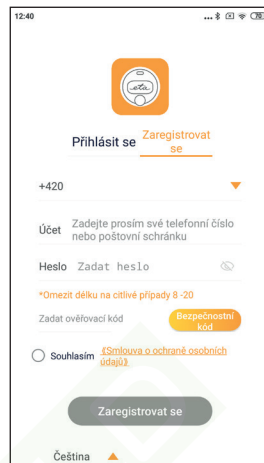 12:40
70
eta
Přihlásit se
Zaregistrovat
se
+420
Účet
Zadejte prosím své telefonní číslo
nebo poštovní schránku
Heslo
Zadat heslo
*Omezit délku na citlivé případy 8 -20
Zadat ověřovací kód
Bezpečnostní
kód
Souhlasím
《Smlouva o ochraně osobních
údajů》
Zaregistrovat se
Čeština